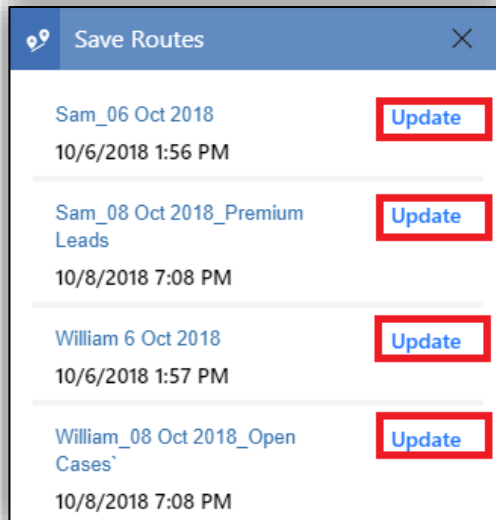 Save Routes
Sam_06 Oct 2018 Update
10/6/2018 1:56 PM
Sam_08 Oct 2018_Premium Update
Leads
10/8/2018 7:08 PM
William 6 Oct 2018 Update
10/6/2018 1:57 PM
William_08 Oct 2018_Open Update
Cases`
10/8/2018 7:08 PM